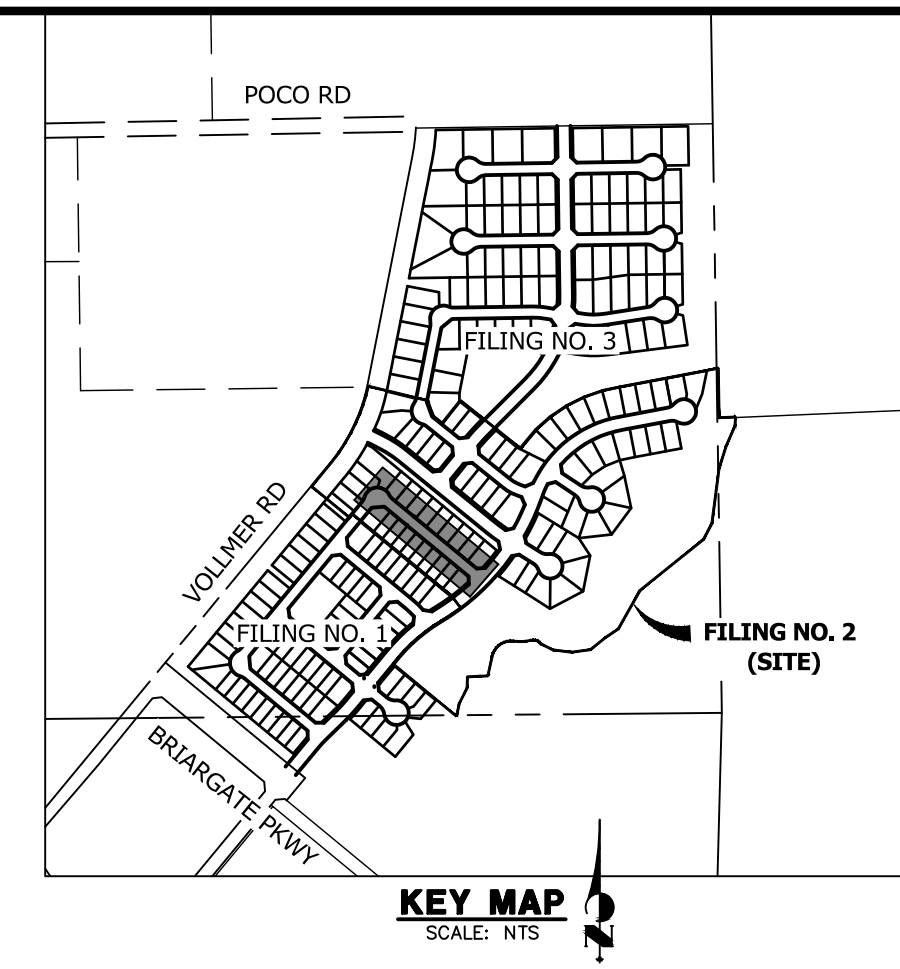 POCO RD
FILING NO. 3
VOLLMER RD
FILING NO. 1
FILING NO. 2
(SITE)
BRIARGATE PKWY
KEY MAP
SCALE: NTS
N